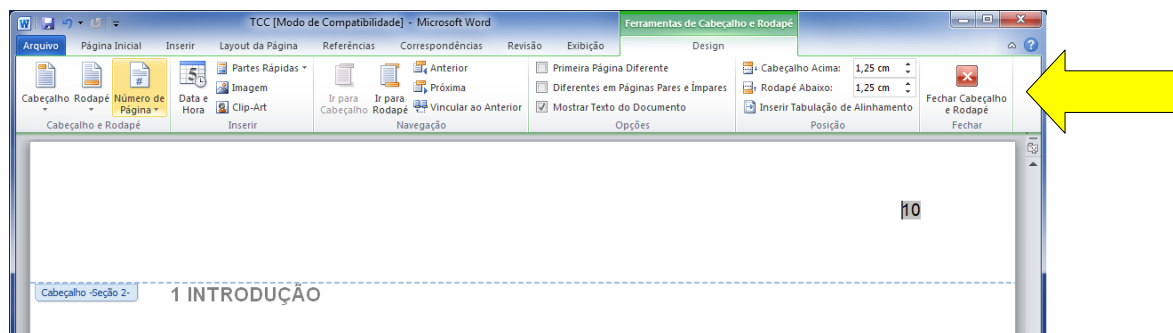 TCC [Modo de Compatibilidade] - Microsoft Word
Ferramentas de Cabeçalho e Rodapé
Arquivo Página Inicial Inserir Layout da Página Referências Correspondências Revisão Exibição Design
Cabeçalho
Rodapé
Número de
Página
Cabeçalho e Rodapé
Data e
Hora
Partes Rápidas
Imagem
Clip-Art
Inserir
Ir para
Cabeçalho
Ir para
Rodapé
Anterior
Próxima
Vincular ao Anterior
Navegação
Primeira Página Diferente
Diferentes em Páginas Pares e Ímpares
Mostrar Texto do Documento
Opções
Cabeçalho Acima: 1,25 cm
Rodapé Abaixo: 1,25 cm
Inserir Tabulação de Alinhamento
Posição
Fechar Cabeçalho
e Rodapé
Fechar
10
Cabeçalho -Seção 2-
1 INTRODUÇÃO